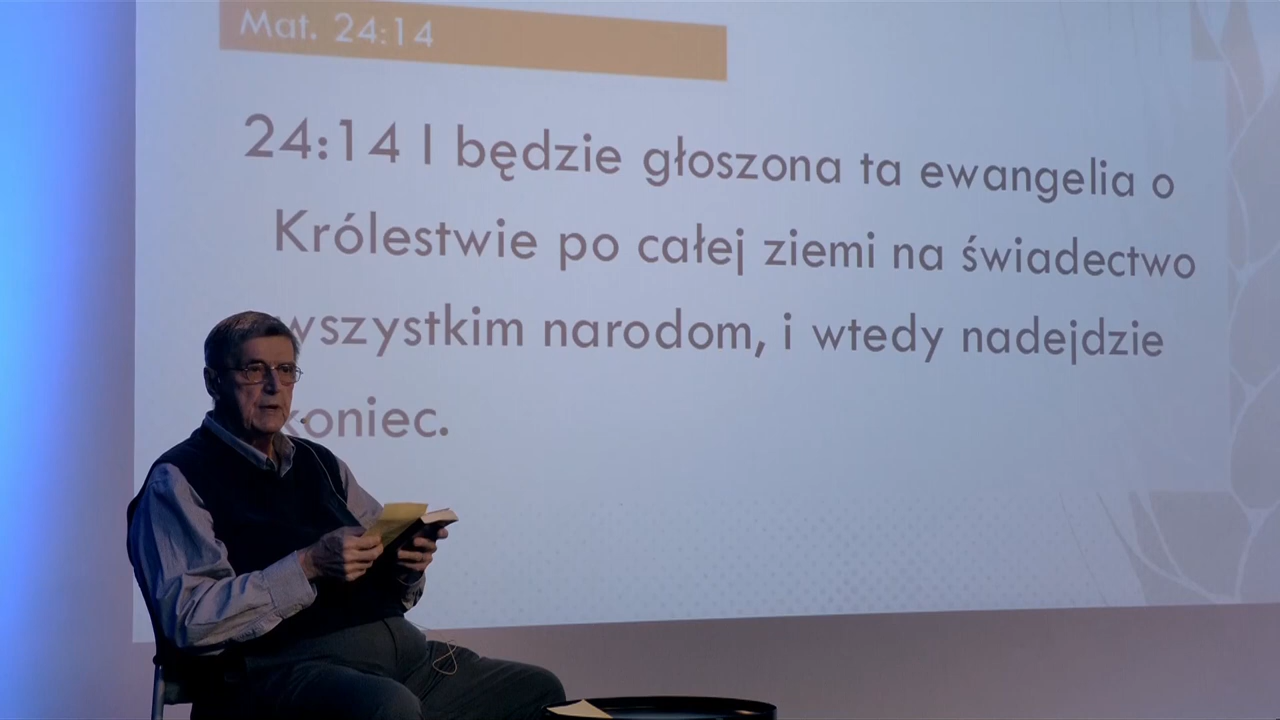 Mat. 24:14
24:14 I będzie głoszona ta ewangelia o
Królestwie po całej ziemi na świadectwo
wszystkim narodom, i wtedy nadejdzie
koniec.